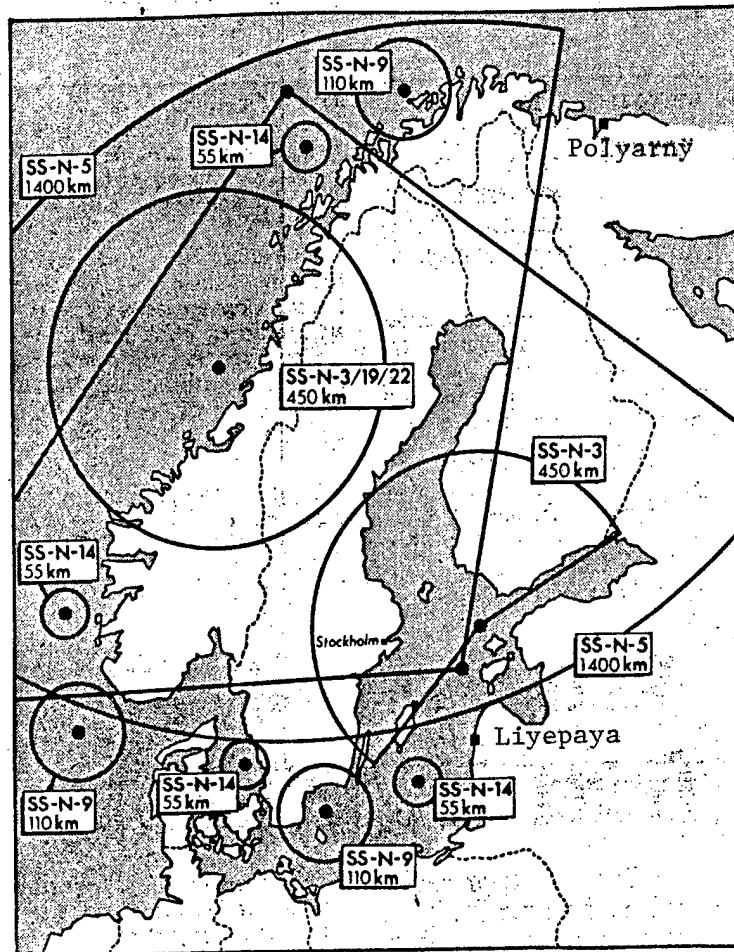 SS-N-9
110 km
SS-N-14
55 km
Polyarny
SS-N-5
1400 km
SS-N-3/19/22
450 km
SS-N-3
450 km
SS-N-14
55 km
Stockholm
SS-N-5
1400 km
Liyepaya
SS-N-14
55 km
SS-N-14
55 km
SS-N-9
110 km
SS-N-9
110 km